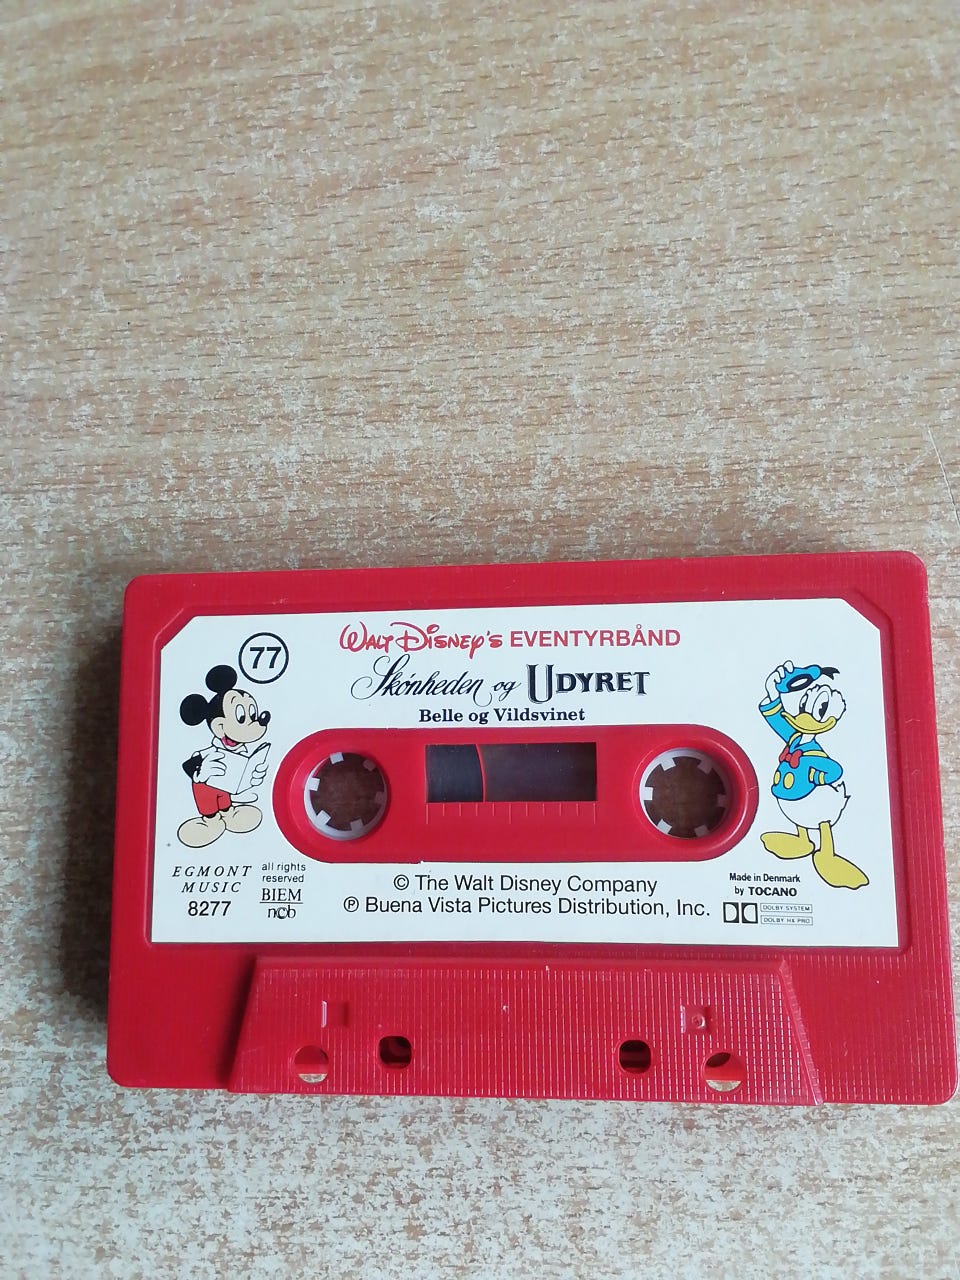 77
WALT DISNEY'S EVENTYRBÅND
Skønheden og UDYRET
Belle og Vildsvinet
EGMONT
MUSIC
8277
all rights
reserved
BIEM
ncb
© The Walt Disney Company
℗ Buena Vista Pictures Distribution, Inc.
Made in Denmark
by TOCANO
DOLBY SYSTEM
DOLBY HX PRO